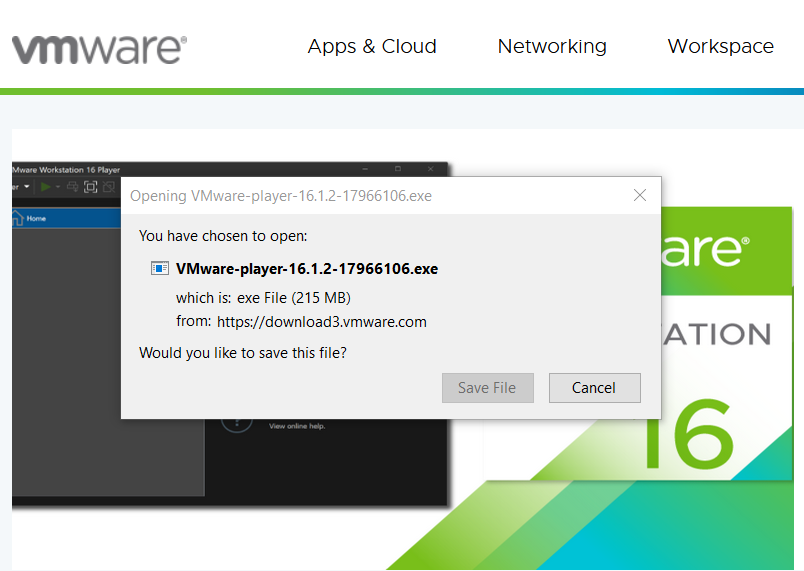 vmware®
Apps & Cloud
Networking
Workspace
Mware Workstation 16 Player
er
Home
Opening VMware-player-16.1.2-17966106.exe
You have chosen to open:
VMware-player-16.1.2-17966106.exe
which is: exe File (215 MB)
from: https://download3.vmware.com
Would you like to save this file?
Save File
Cancel
are®
ATION
16
?
View online help.